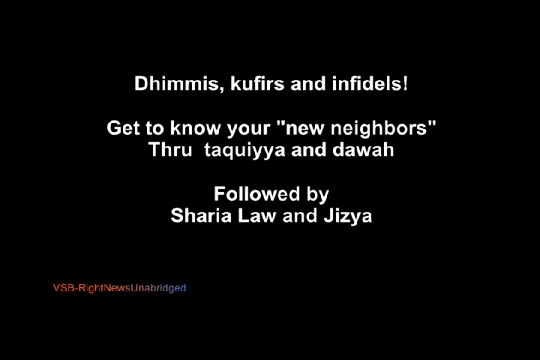 Dhimmis, kufirs and infidels!
Get to know your "new neighbors"
Thru taquiyya and dawah
Followed by
Sharia Law and Jizya
VSB-RightNewsUnabridged